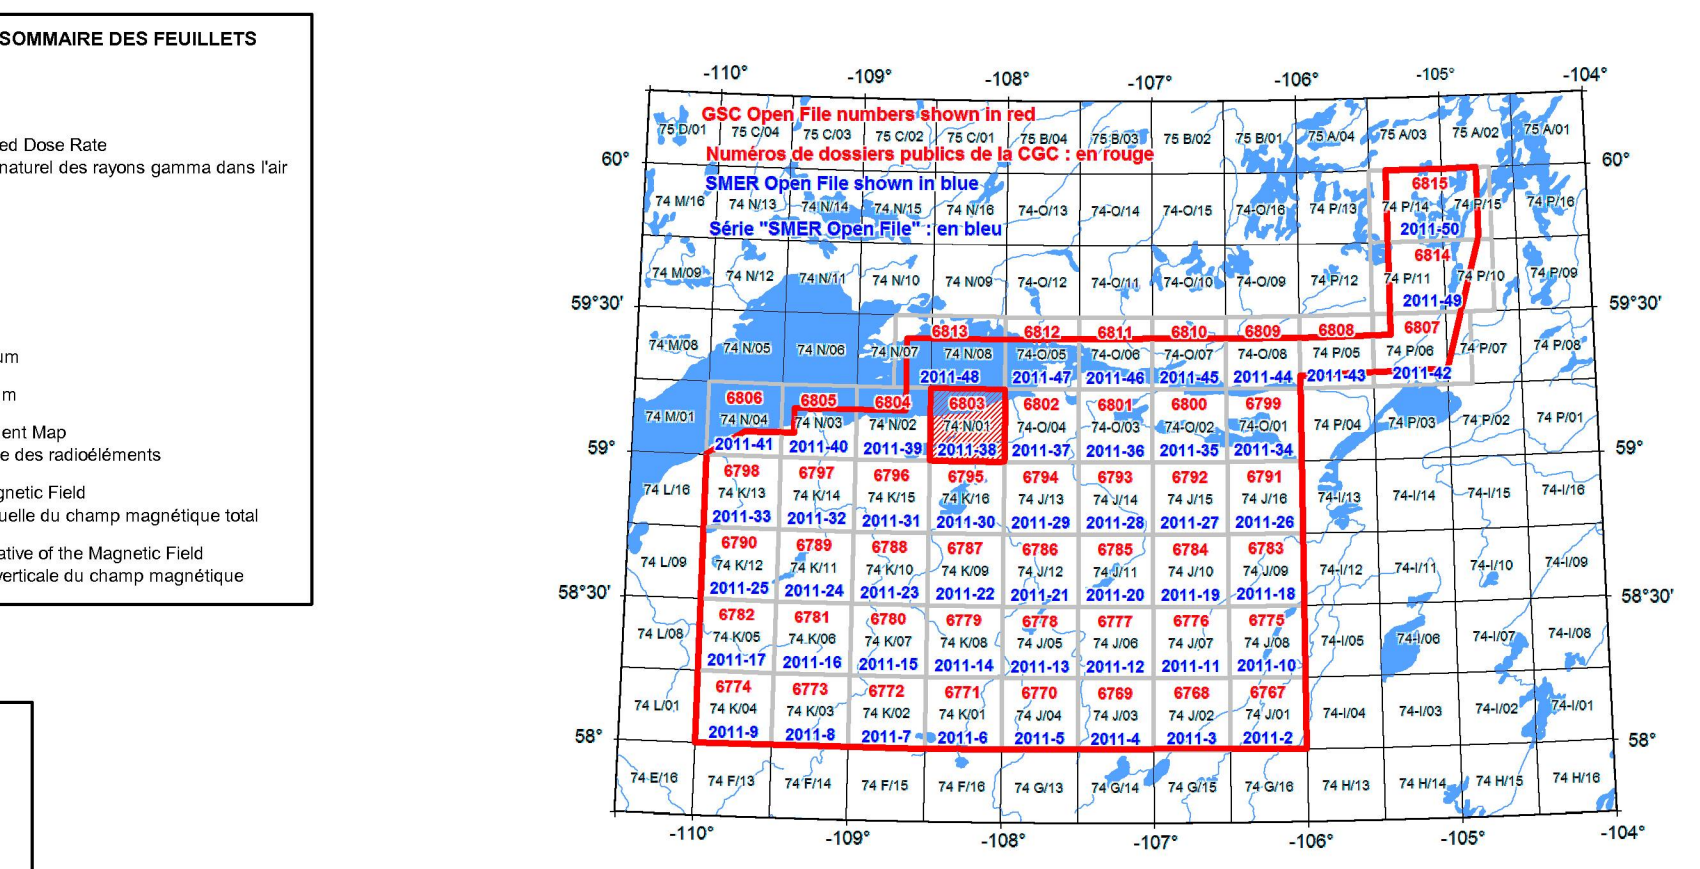 SOMMAIRE DES FEUILLETS
ed Dose Rate
naturel des rayons gamma dans l'air
um
m
ent Map
e des radioéléments
gnetic Field
uelle du champ magnétique total
ative of the Magnetic Field
verticale du champ magnétique
-110° -109° -108° -107° -106° -105° -104°
GSC Open File numbers shown in red
75 D/01 75 C/04 75 C/03 75 C/02 75 C/01 75 B/04 75 B/03 75 B/02 75 B/01 75 A/04 75 A/03 75 A/02 75 A/01
Numéros de dossiers publics de la CGC : en rouge
60° 60°
SMER Open File shown in blue 6815
74 M/16 74 N/13 74 N/14 74 N/15 74 N/16 74-O/13 74-O/14 74-O/15 74-O/16 74 P/13 74 P/14 74 P/15 74 P/16
Série "SMER Open File" : en bleu 2011-50
6814
74 M/09 74 N/12 74 N/11 74 N/10 74 N/09 74-O/12 74-O/11 74-O/10 74-O/09 74 P/12 74 P/11 74 P/10 74 P/09
59°30' 2011-49 59°30'
6813 6812 6811 6810 6809 6808 6807
74 M/08 74 N/05 74 N/06 74 N/07 74 N/08 74-O/05 74-O/06 74-O/07 74-O/08 74 P/05 74 P/06 74 P/07 74 P/08
2011-48 2011-47 2011-46 2011-45 2011-44 2011-43 2011-42
6806 6805 6804 6803 6802 6801 6800 6799
74 M/01 74 N/04 74 N/03 74 N/02 74 N/01 74-O/04 74-O/03 74-O/02 74-O/01 74 P/04 74 P/03 74 P/02 74 P/01
59° 2011-41 2011-40 2011-39 2011-38 2011-37 2011-36 2011-35 2011-34 59°
6798 6797 6796 6795 6794 6793 6792 6791
74 L/16 74 K/13 74 K/14 74 K/15 74 K/16 74 J/13 74 J/14 74 J/15 74 J/16 74-I/13 74-I/14 74-I/15 74-I/16
2011-33 2011-32 2011-31 2011-30 2011-29 2011-28 2011-27 2011-26
6790 6789 6788 6787 6786 6785 6784 6783
74 L/09 74 K/12 74 K/11 74 K/10 74 K/09 74 J/12 74 J/11 74 J/10 74 J/09 74-I/12 74-I/11 74-I/10 74-I/09
58°30' 2011-25 2011-24 2011-23 2011-22 2011-21 2011-20 2011-19 2011-18 58°30'
6782 6781 6780 6779 6778 6777 6776 6775
74 L/08 74 K/05 74 K/06 74 K/07 74 K/08 74 J/05 74 J/06 74 J/07 74 J/08 74-I/05 74-I/06 74-I/07 74-I/08
2011-17 2011-16 2011-15 2011-14 2011-13 2011-12 2011-11 2011-10
6774 6773 6772 6771 6770 6769 6768 6767
74 L/01 74 K/04 74 K/03 74 K/02 74 K/01 74 J/04 74 J/03 74 J/02 74 J/01 74-I/04 74-I/03 74-I/02 74-I/01
58° 2011-9 2011-8 2011-7 2011-6 2011-5 2011-4 2011-3 2011-2 58°
74 E/16 74 F/13 74 F/14 74 F/15 74 F/16 74 G/13 74 G/14 74 G/15 74 G/16 74 H/13 74 H/14 74 H/15 74 H/16
-110° -109° -108° -107° -106° -105° -104°